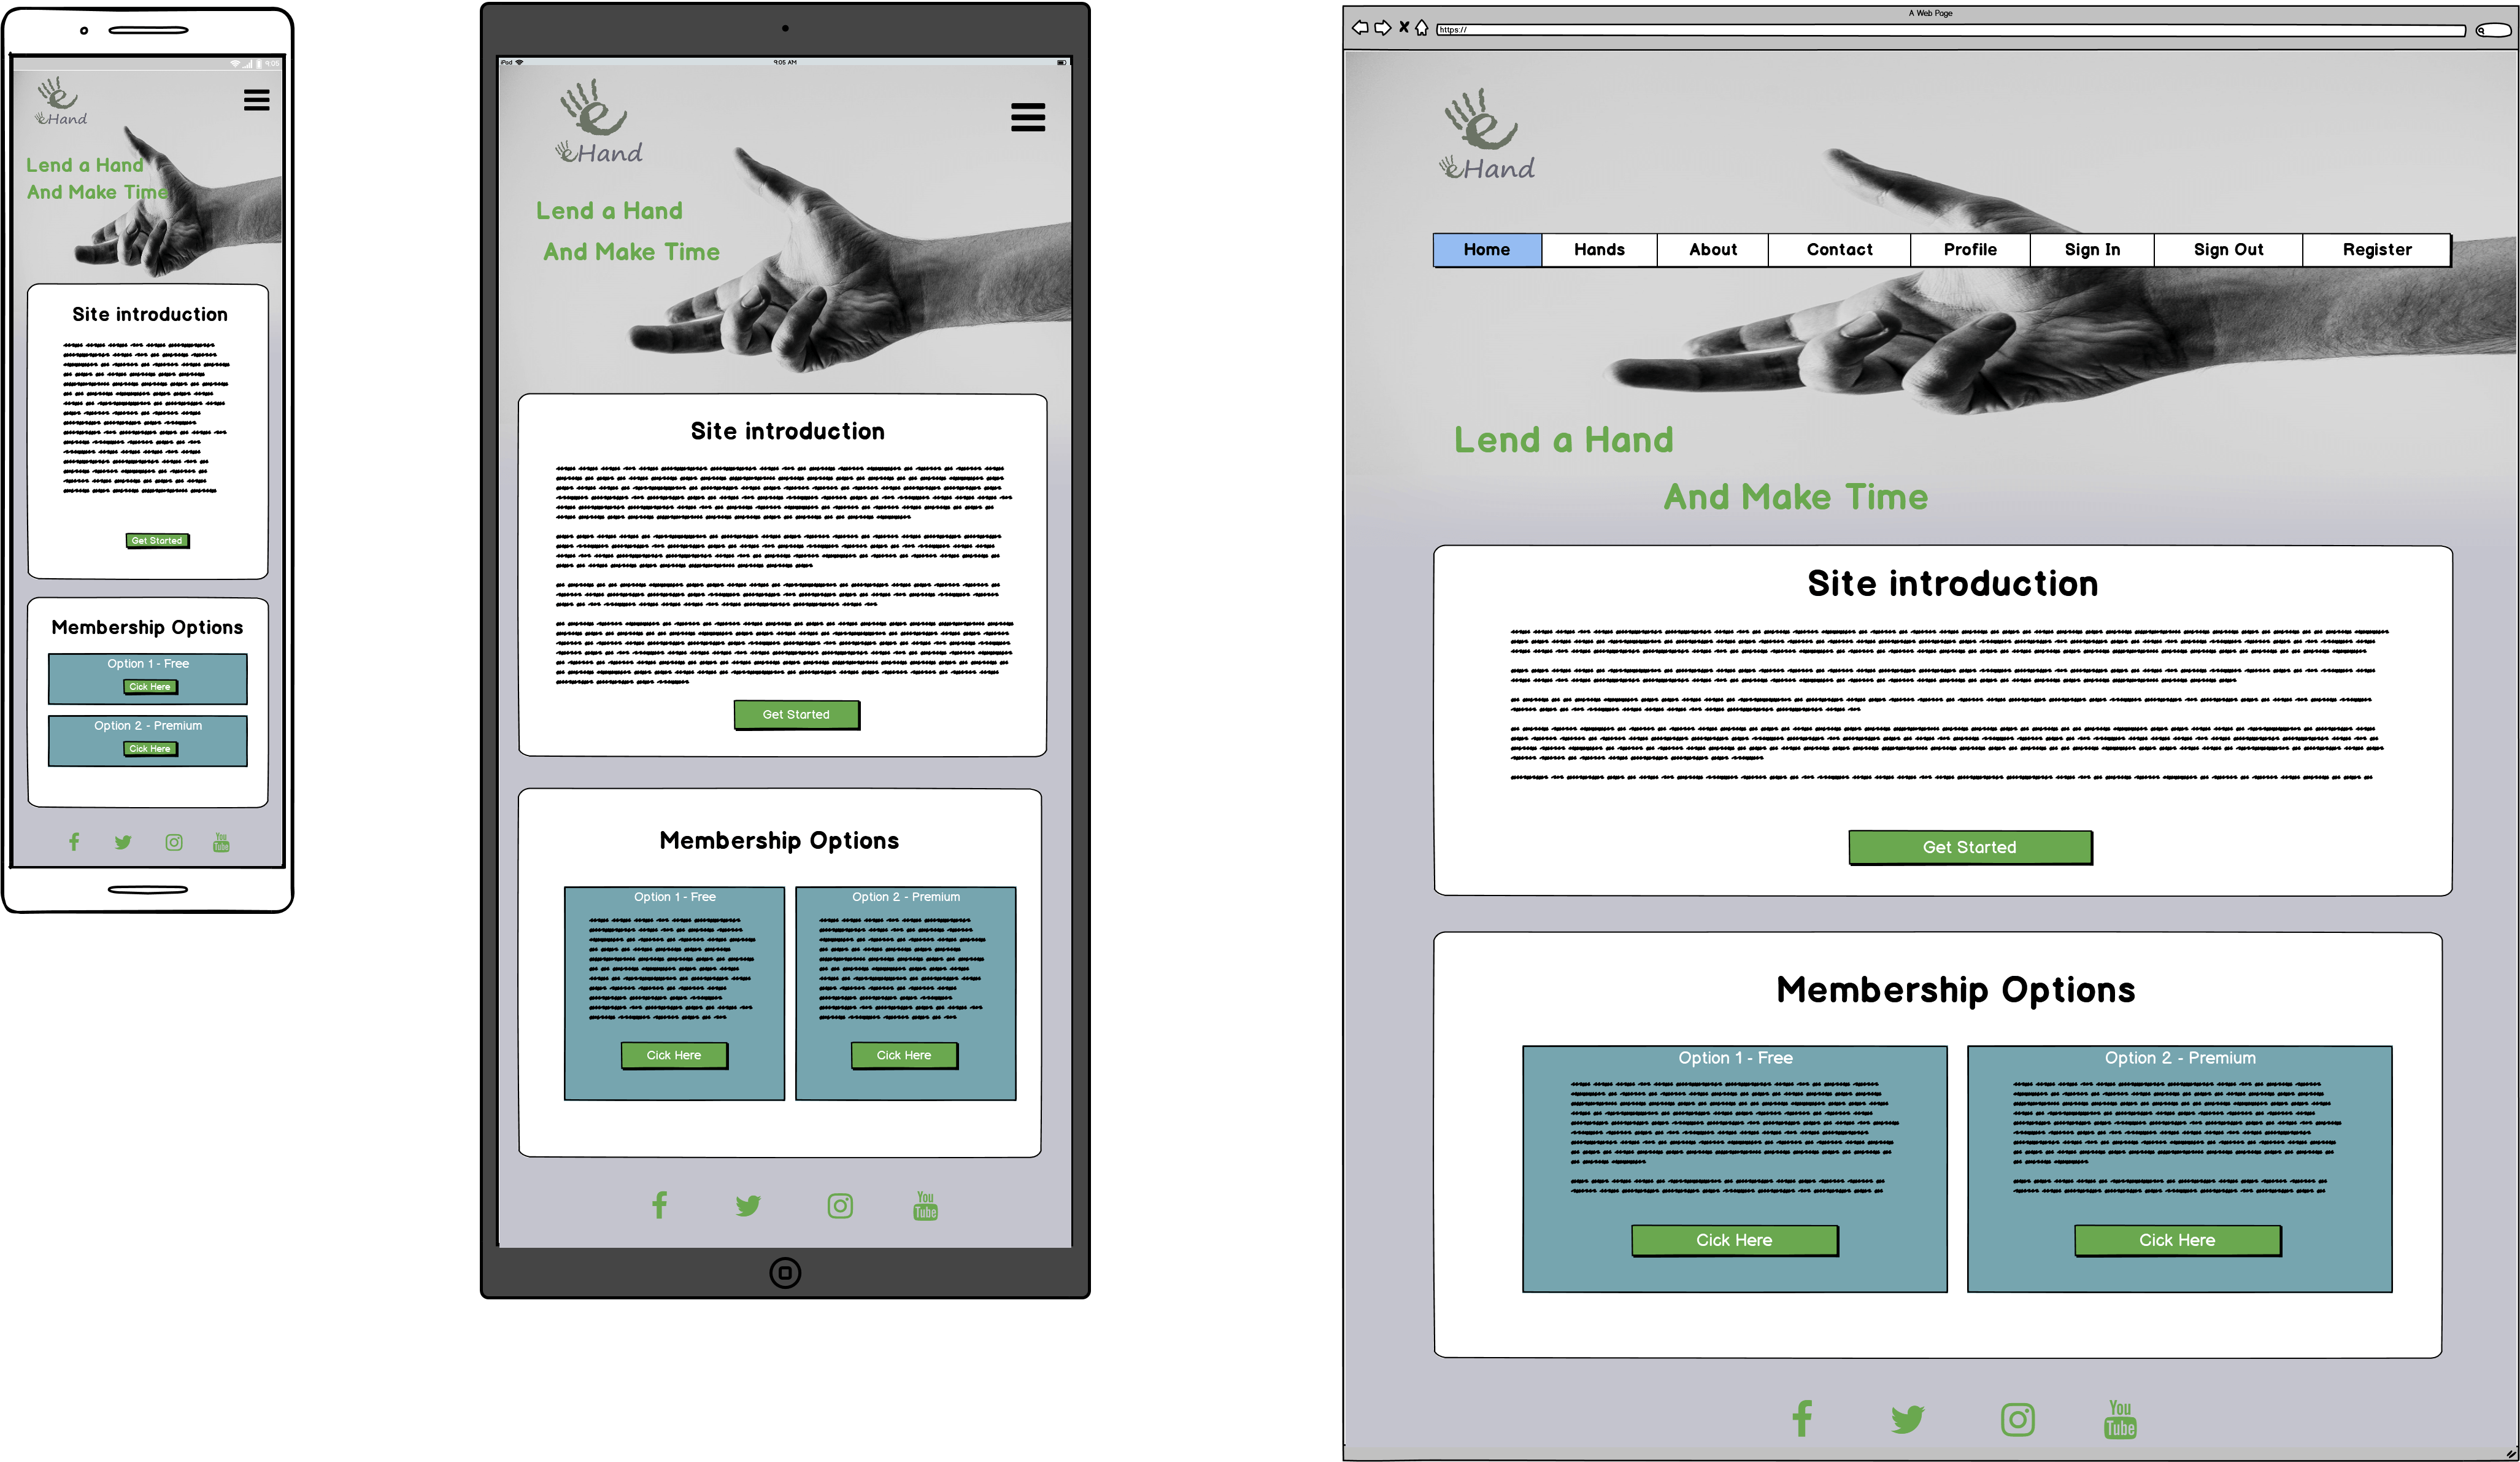 9:05
eHand
Lend a Hand
And Make Time
Site introduction
Get Started
Membership Options
Option 1 - Free
Cick Here
Option 2 - Premium
Cick Here
You
Tube
iPad
9:05 AM
eHand
Lend a Hand
And Make Time
Site introduction
Get Started
Membership Options
Option 1 - Free
Option 2 - Premium
Cick Here
Cick Here
You
Tube
A Web Page
https://
eHand
Home Hands About Contact Profile Sign In Sign Out Register
Lend a Hand
And Make Time
Site introduction
Get Started
Membership Options
Option 1 - Free
Option 2 - Premium
Cick Here
Cick Here
You
Tube